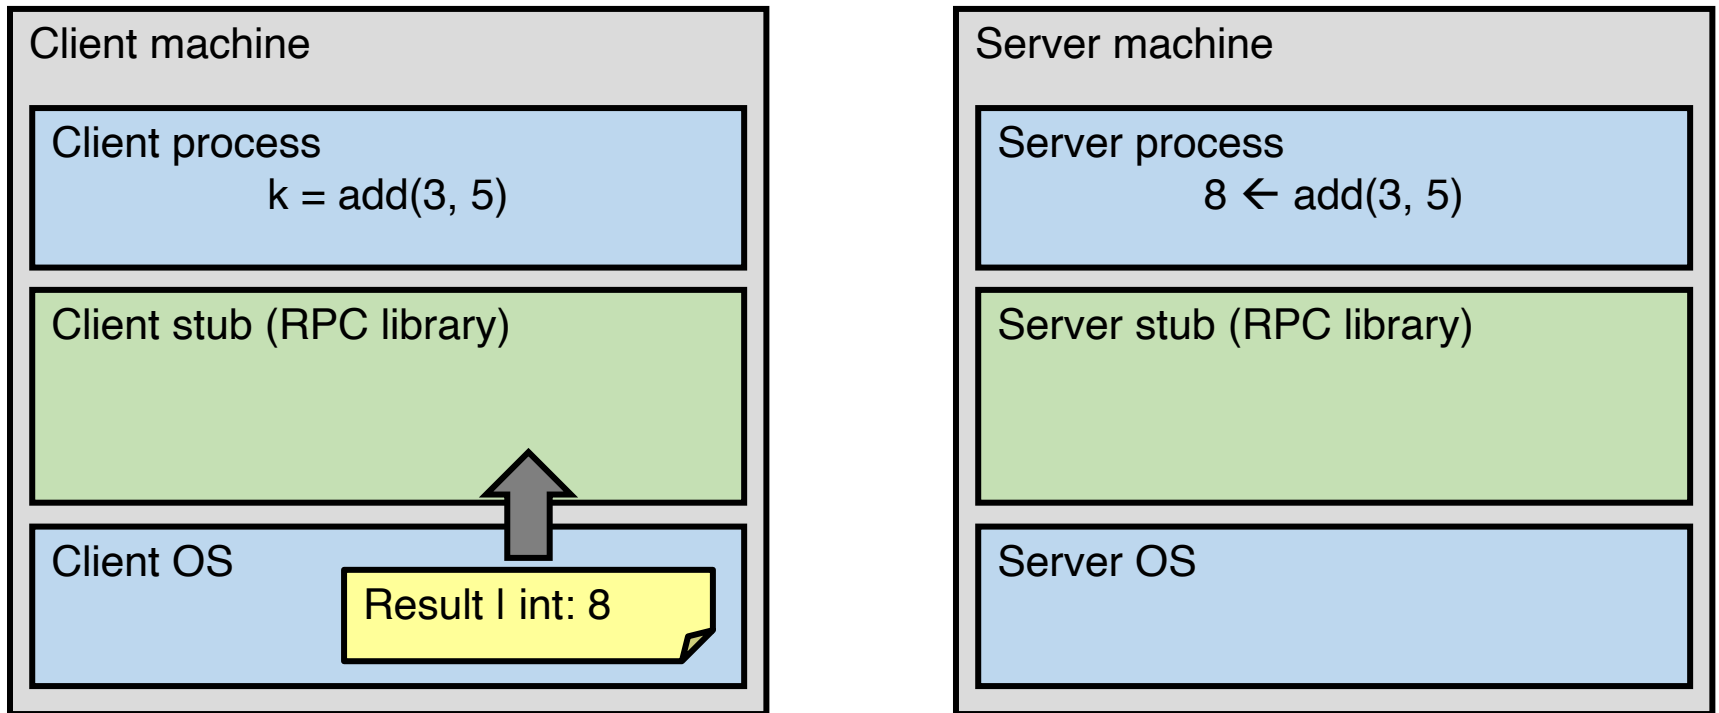 Client machine
Client process
k = add(3, 5)
Client stub (RPC library)
Client OS
Result | int: 8
Server machine
Server process
8 ← add(3, 5)
Server stub (RPC library)
Server OS